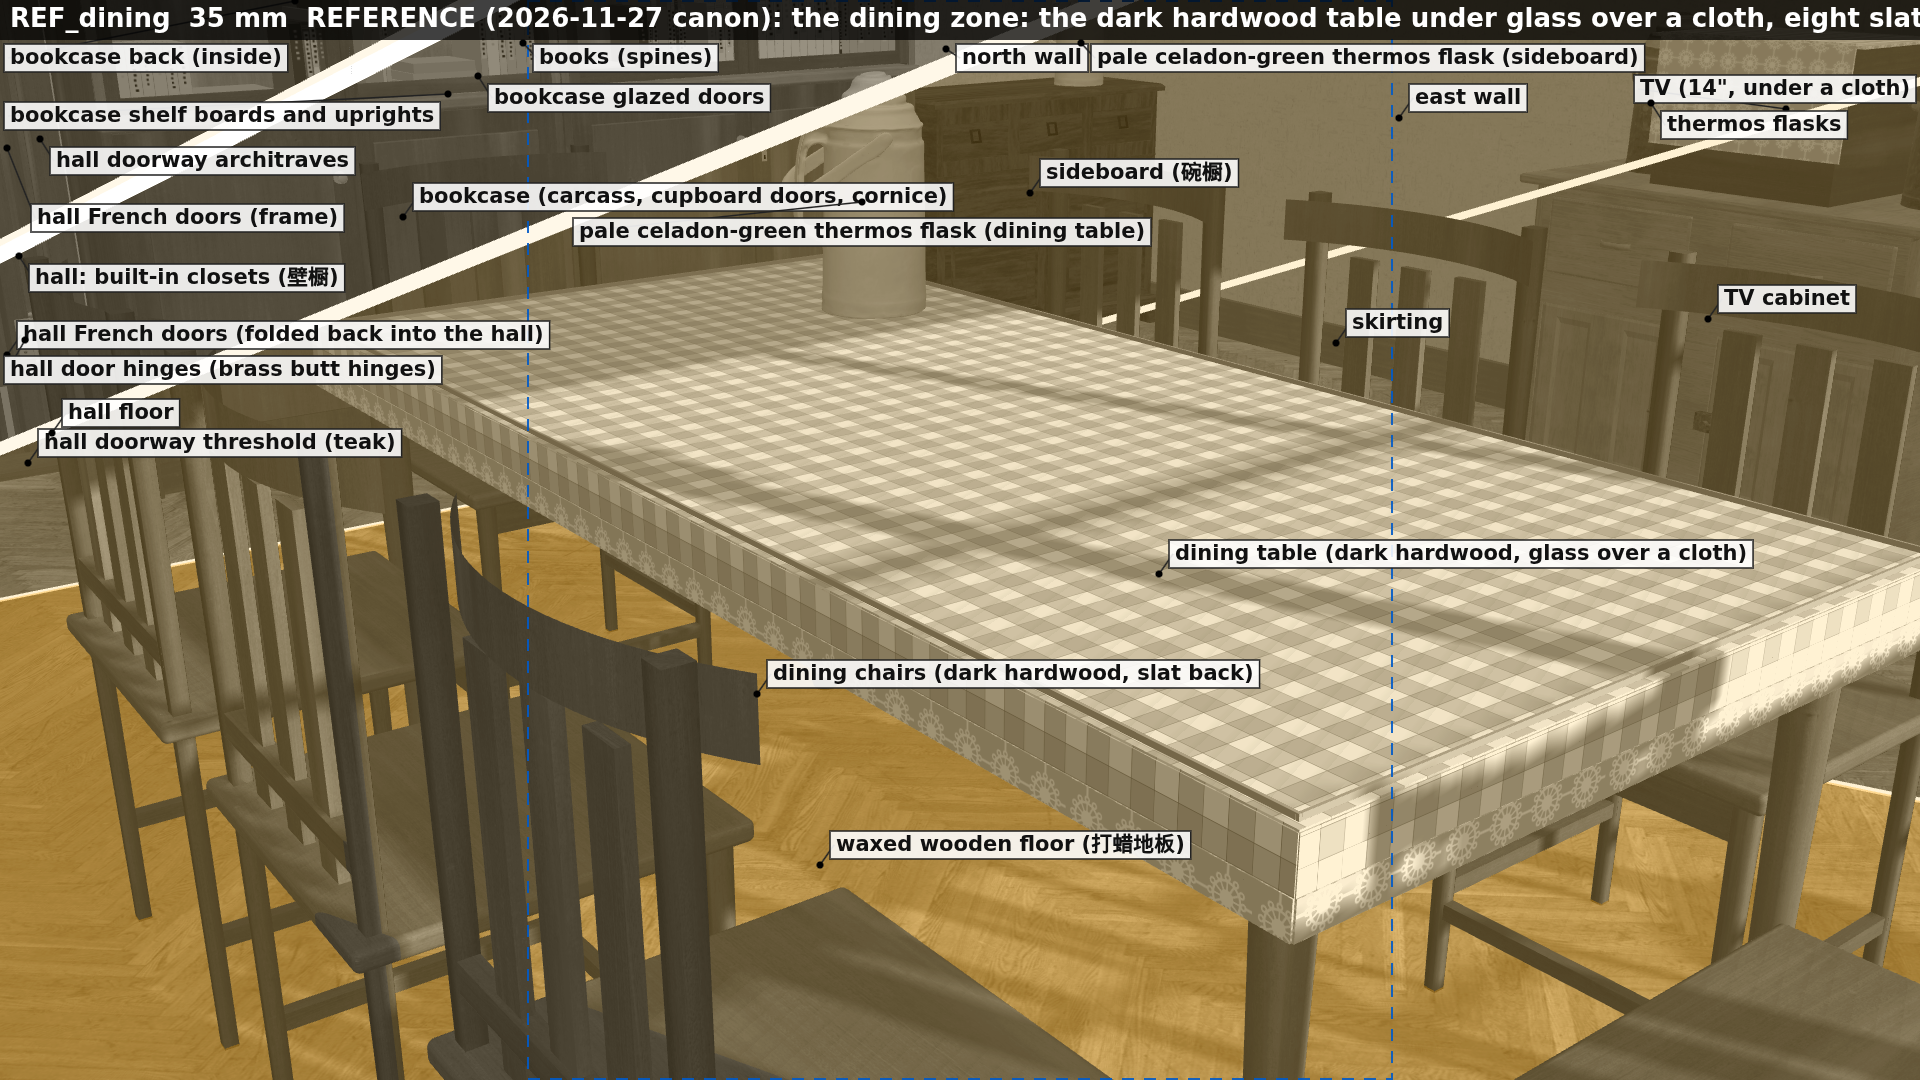 REF_dining 35 mm REFERENCE (2026-11-27 canon): the dining zone: the dark hardwood table under glass over a cloth, eight slat
bookcase back (inside)
books (spines)
north wall
pale celadon-green thermos flask (sideboard)
TV (14", under a cloth)
bookcase glazed doors
east wall
bookcase shelf boards and uprights
thermos flasks
hall doorway architraves
sideboard (碗橱)
bookcase (carcass, cupboard doors, cornice)
hall French doors (frame)
pale celadon-green thermos flask (dining table)
hall: built-in closets (壁橱)
TV cabinet
skirting
hall French doors (folded back into the hall)
hall door hinges (brass butt hinges)
hall floor
hall doorway threshold (teak)
dining table (dark hardwood, glass over a cloth)
dining chairs (dark hardwood, slat back)
waxed wooden floor (打蜡地板)